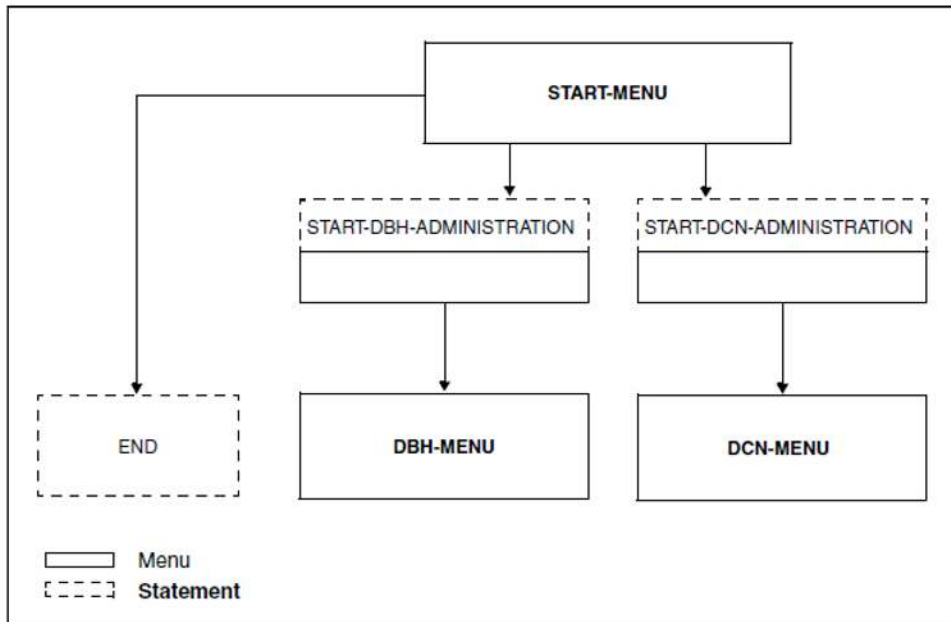 START-MENU
START-DBH-ADMINISTRATION
START-DCN-ADMINISTRATION
END
DBH-MENU
DCN-MENU
Menu
Statement